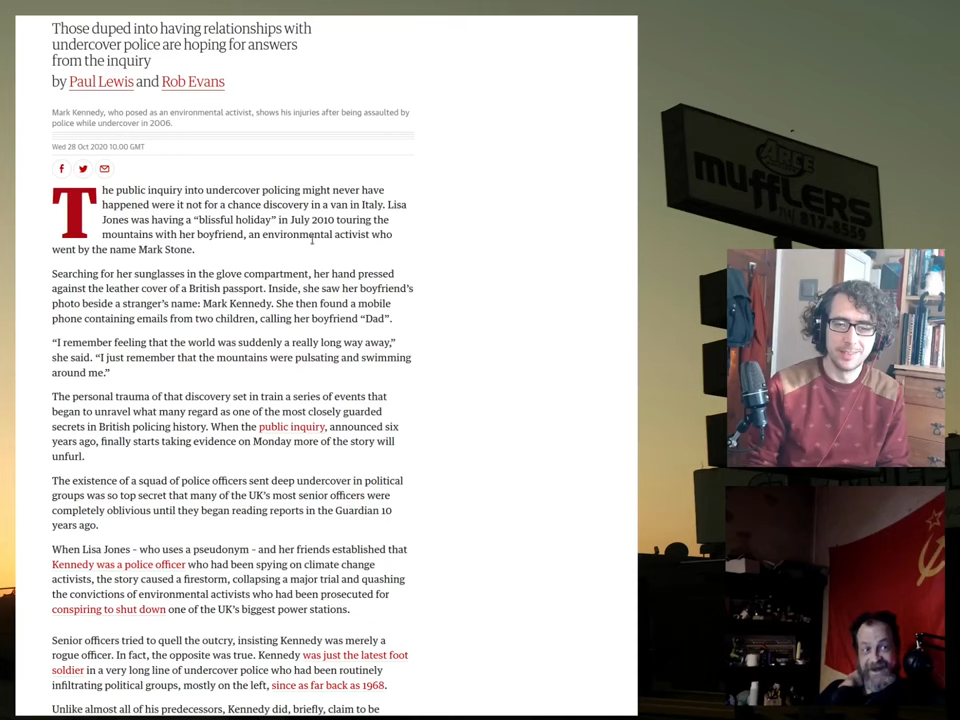 Those duped into having relationships with
undercover police are hoping for answers
from the inquiry
by Paul Lewis and Rob Evans
Mark Kennedy, who posed as an environmental activist, shows his injuries after being assaulted by
police while undercover in 2006.
Wed 28 Oct 2020 10.00 GMT
The public inquiry into undercover policing might never have
happened were it not for a chance discovery in a van in Italy. Lisa
Jones was having a “blissful holiday” in July 2010 touring the
mountains with her boyfriend, an environmental activist who
went by the name Mark Stone.
Searching for her sunglasses in the glove compartment, her hand pressed
against the leather cover of a British passport. Inside, she saw her boyfriend’s
photo beside a stranger’s name: Mark Kennedy. She then found a mobile
phone containing emails from two children, calling her boyfriend “Dad”.
“I remember feeling that the world was suddenly a really long way away,”
she said. “I just remember that the mountains were pulsating and swimming
around me.”
The personal trauma of that discovery set in train a series of events that
began to unravel what many regard as one of the most closely guarded
secrets in British policing history. When the public inquiry, announced six
years ago, finally starts taking evidence on Monday more of the story will
unfurl.
The existence of a squad of police officers sent deep undercover in political
groups was so top secret that many of the UK’s most senior officers were
completely oblivious until they began reading reports in the Guardian 10
years ago.
When Lisa Jones – who uses a pseudonym – and her friends established that
Kennedy was a police officer who had been spying on climate change
activists, the story caused a firestorm, collapsing a major trial and quashing
the convictions of environmental activists who had been prosecuted for
conspiring to shut down one of the UK’s biggest power stations.
Senior officers tried to quell the outcry, insisting Kennedy was merely a
rogue officer. In fact, the opposite was true. Kennedy was just the latest foot
soldier in a very long line of undercover police who had been routinely
infiltrating political groups, mostly on the left, since as far back as 1968.
Unlike almost all of his predecessors, Kennedy did, briefly, claim to be
ARCE
mufflers
817-8559